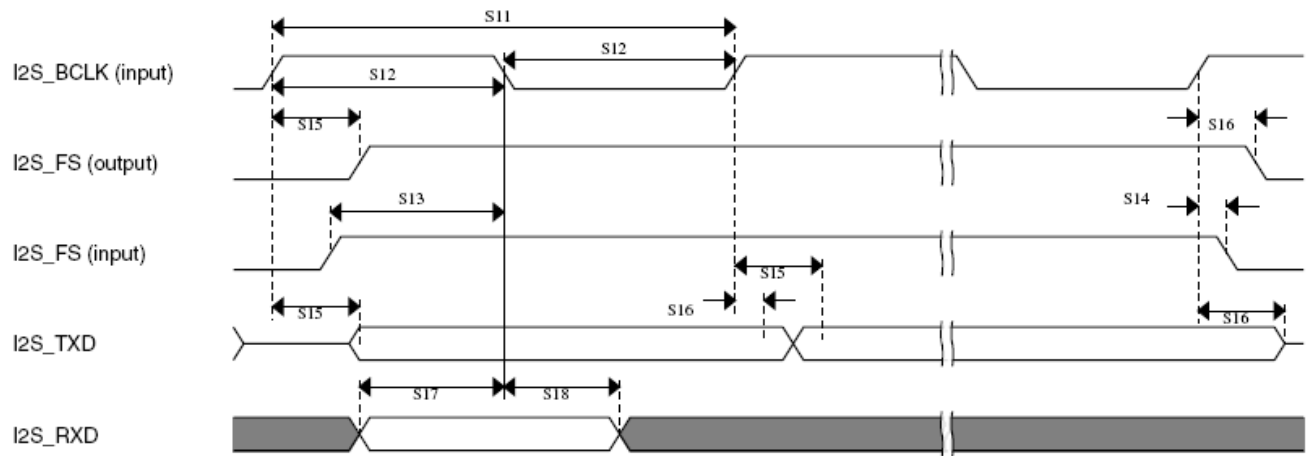 S11
I2S_BCLK (input)
S12
S12
S15
S16
I2S_FS (output)
S13
S14
I2S_FS (input)
S15
S15
S16
S16
I2S_TXD
S17
S18
I2S_RXD